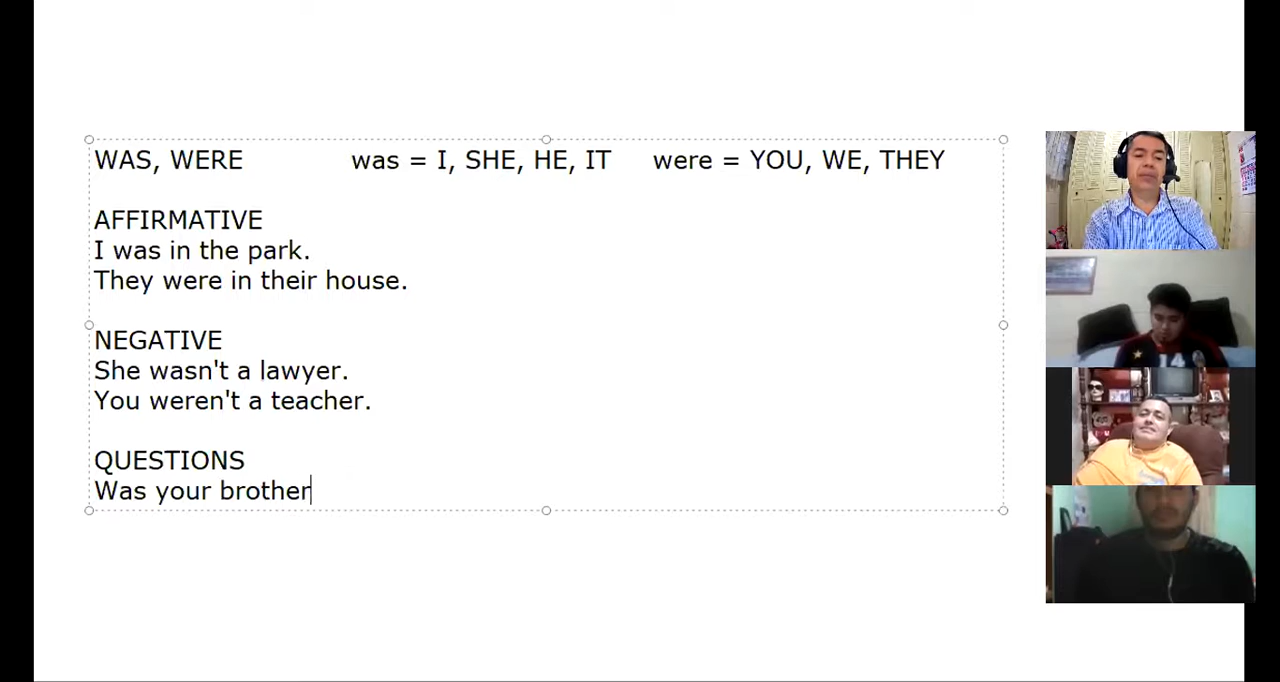 WAS, WERE was = I, SHE, HE, IT were = YOU, WE, THEY
AFFIRMATIVE
I was in the park.
They were in their house.
NEGATIVE
She wasn't a lawyer.
You weren't a teacher.
QUESTIONS
Was your brother
14